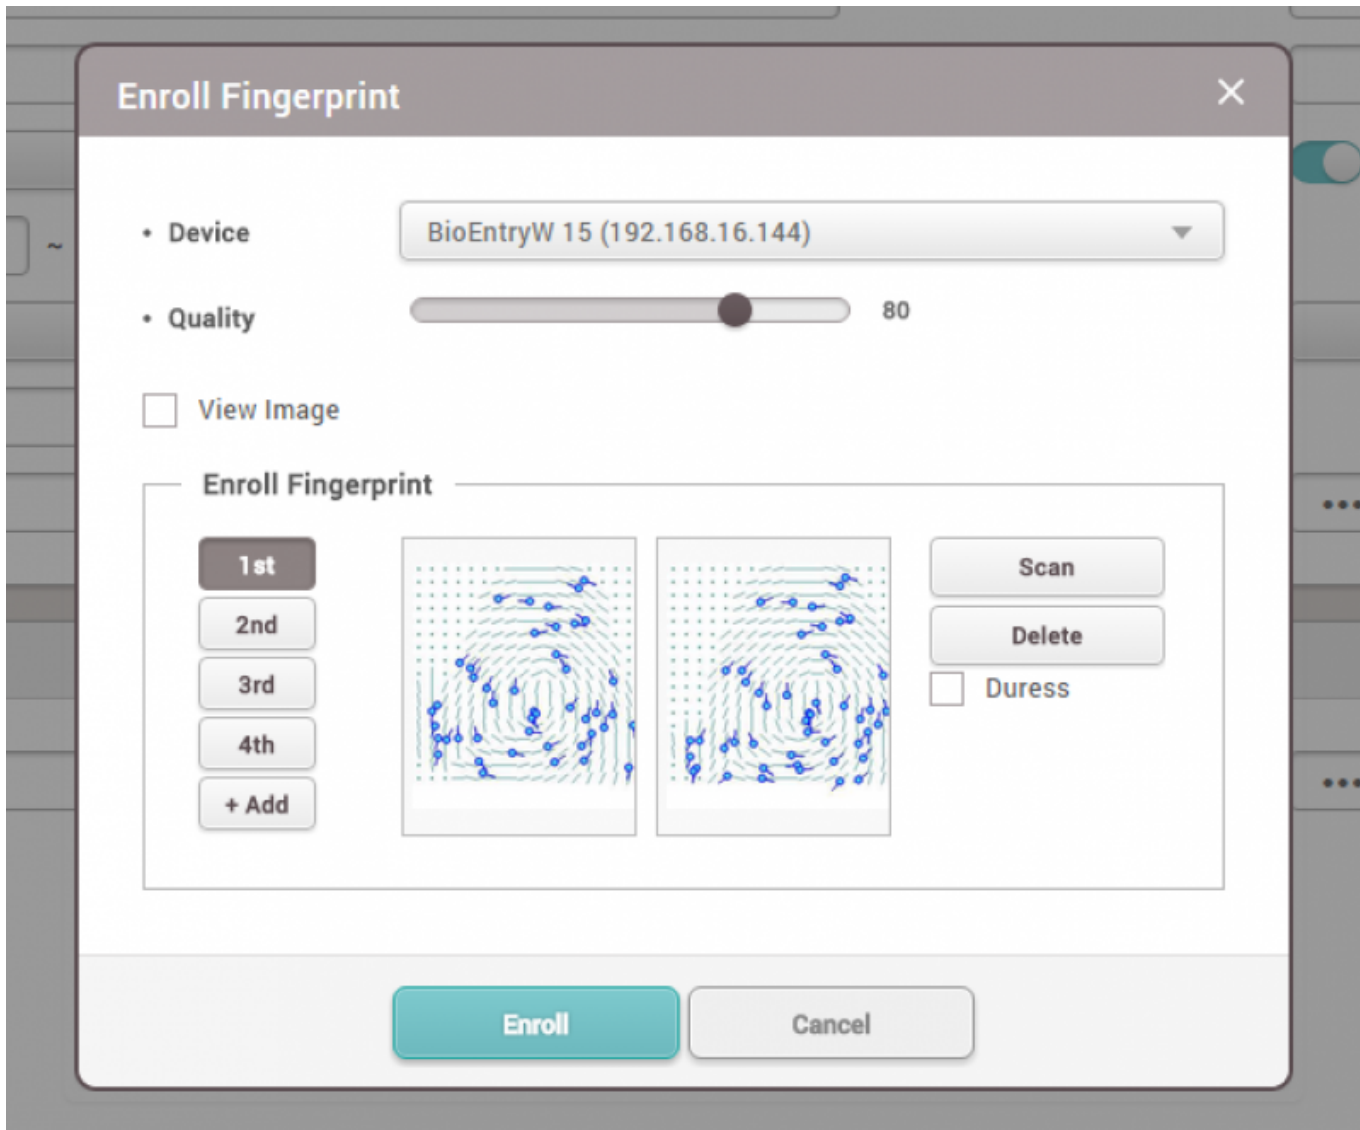 Enroll Fingerprint
~
• Device
BioEntryW 15 (192.168.16.144)
• Quality
80
View Image
Enroll Fingerprint
1st
2nd
3rd
4th
+ Add
Scan
Delete
Duress
Enroll
Cancel